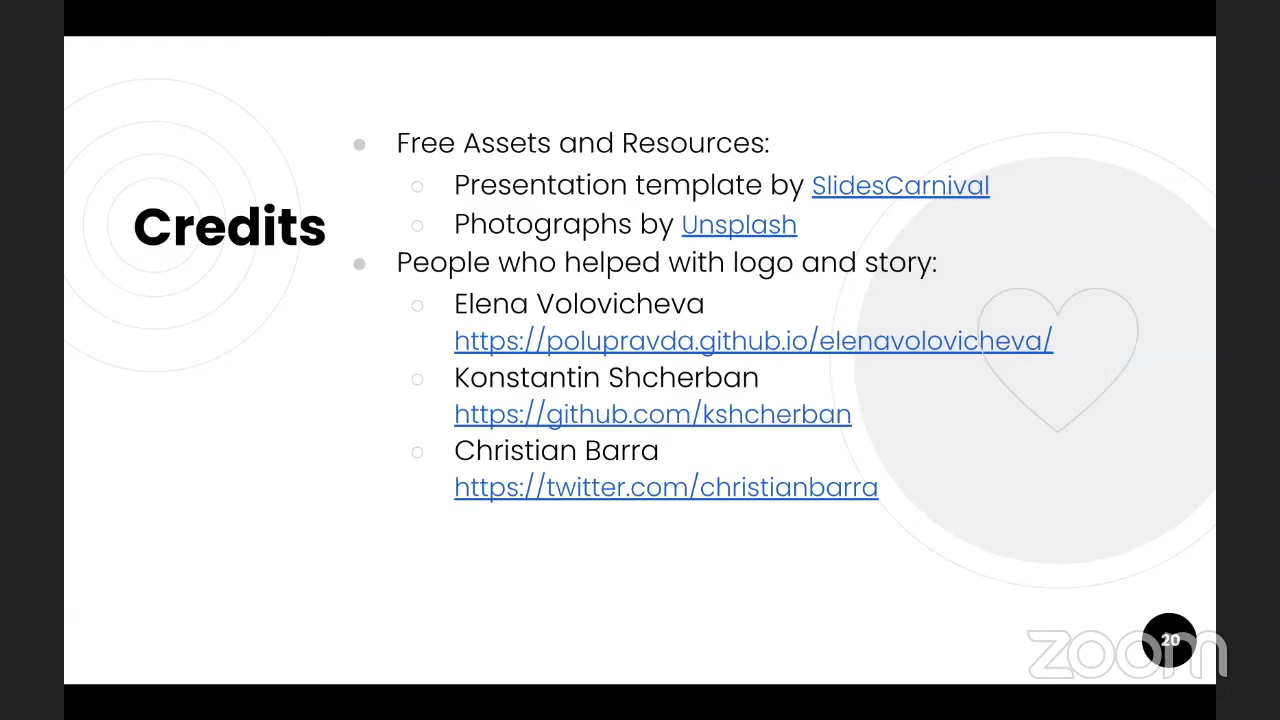 Credits
Free Assets and Resources:
Presentation template by SlidesCarnival
Photographs by Unsplash
People who helped with logo and story:
Elena Volovicheva
https://polupravda.github.io/elenavolovicheva/
Konstantin Shcherban
https://github.com/kshcherban
Christian Barra
https://twitter.com/christianbarra
20
zoom